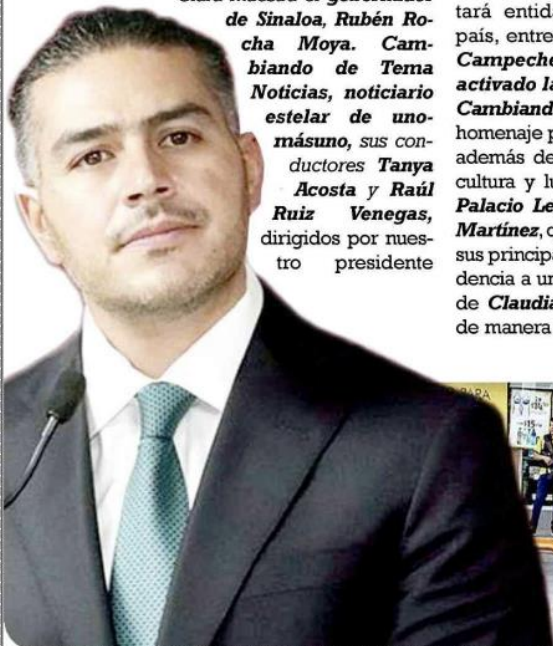 de Sinaloa, Rubén Ro-
cha Moya. Cam-
biando de Tema
Noticias, noticiario
estelar de uno-
másuno, sus con-
ductores Tanya
Acosta y Raúl
Ruiz Venegas,
dirigidos por nues-
tro presidente
tará entid
país, entre
Campeche
activado la
Cambiand
homenaje p
además de
cultura y lu
Palacio Le
Martínez, c
sus principa
dencia a un
de Claudia
de manera
PARA